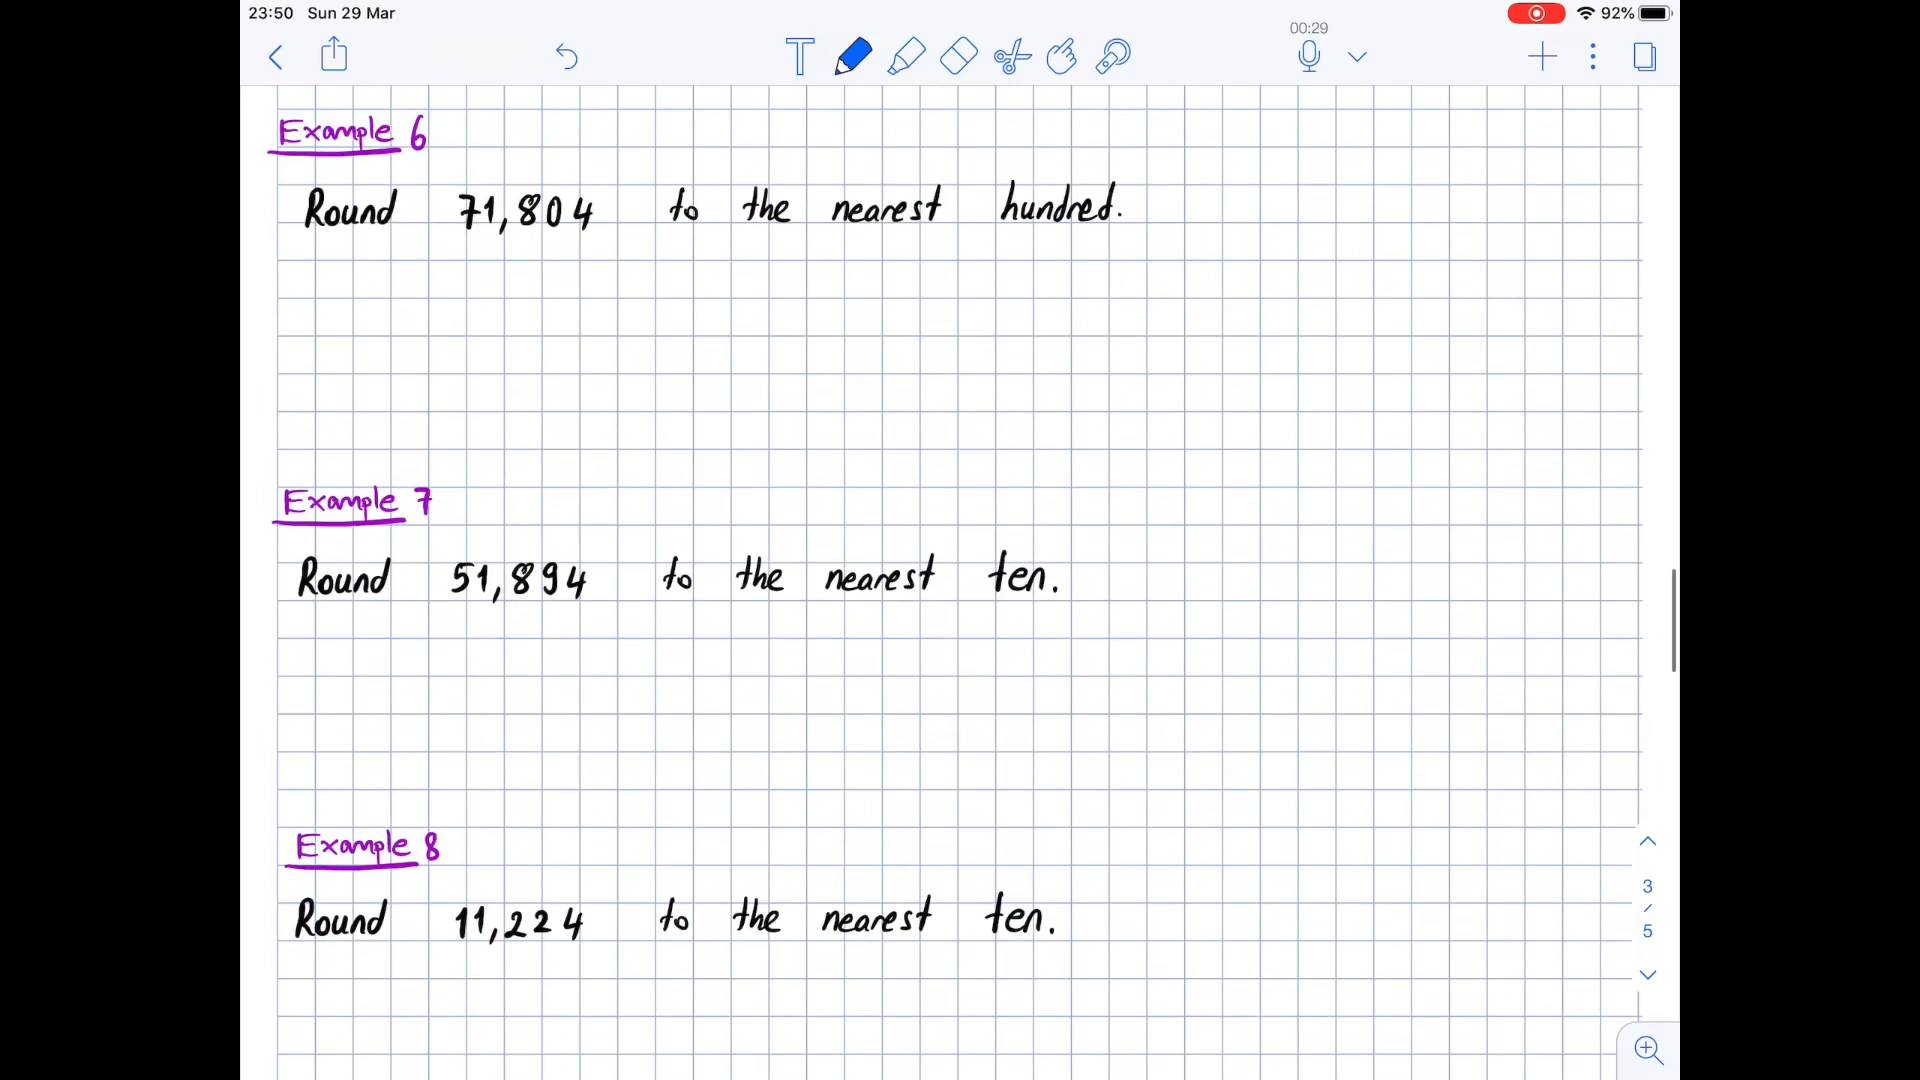 23:50 Sun 29 Mar
92%
00:29
T
Example 6
Round 71,804 to the nearest hundred.
Example 7
Round 51,894 to the nearest ten.
Example 8
Round 11,224 to the nearest ten.
3
/
5